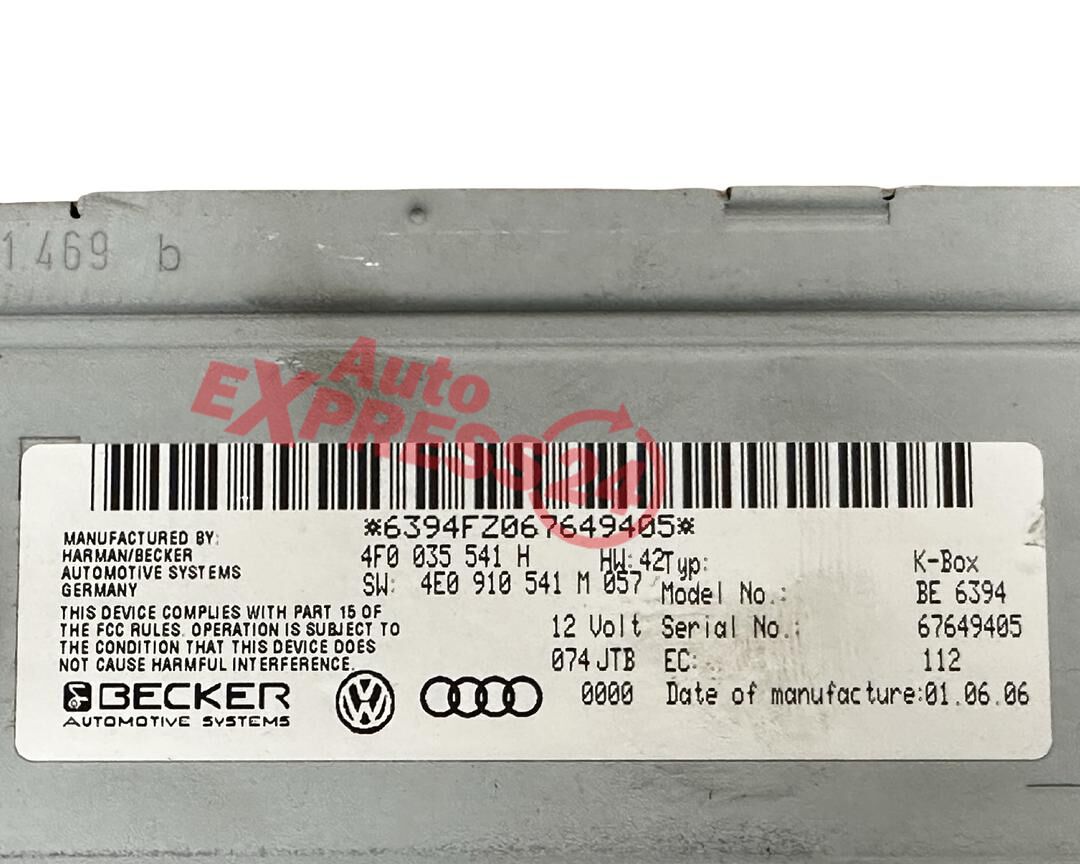 1 469 b
Auto
EXPRESS24
*6394FZ067649405*
MANUFACTURED BY:
HARMAN/BECKER
AUTOMOTIVE SYSTEMS
GERMANY
4F0 035 541 H HW:42 Typ: K-Box
SW: 4E0 910 541 M 057 Model No.: BE 6394
THIS DEVICE COMPLIES WITH PART 15 OF
THE FCC RULES. OPERATION IS SUBJECT TO
THE CONDITION THAT THIS DEVICE DOES
NOT CAUSE HARMFUL INTERFERENCE.
12 Volt Serial No.: 67649405
074 JTB EC: 112
BECKER
AUTOMOTIVE SYSTEMS
0000 Date of manufacture:01.06.06